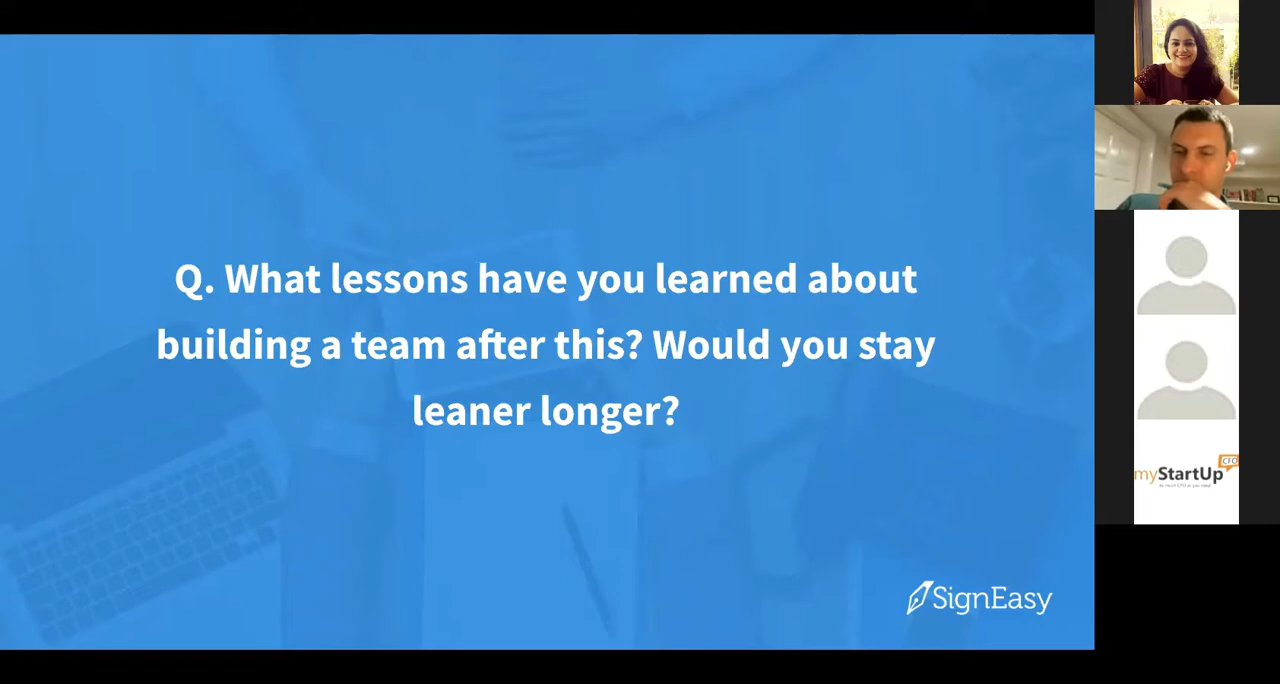 Q. What lessons have you learned about
building a team after this? Would you stay
leaner longer?
SignEasy
CFO
myStartUp